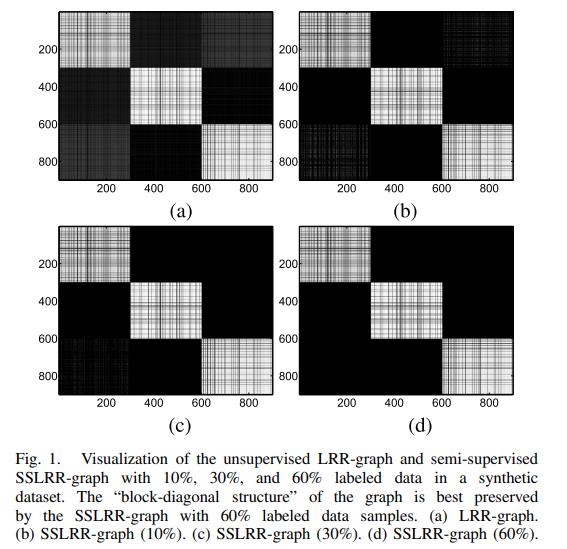 200
400
600
800
200 400 600 800
(a)
200
400
600
800
200 400 600 800
(b)
200
400
600
800
200 400 600 800
(c)
200
400
600
800
200 400 600 800
(d)
Fig. 1. Visualization of the unsupervised LRR-graph and semi-supervised
SSLRR-graph with 10%, 30%, and 60% labeled data in a synthetic
dataset. The “block-diagonal structure” of the graph is best preserved
by the SSLRR-graph with 60% labeled data samples. (a) LRR-graph.
(b) SSLRR-graph (10%). (c) SSLRR-graph (30%). (d) SSLRR-graph (60%).